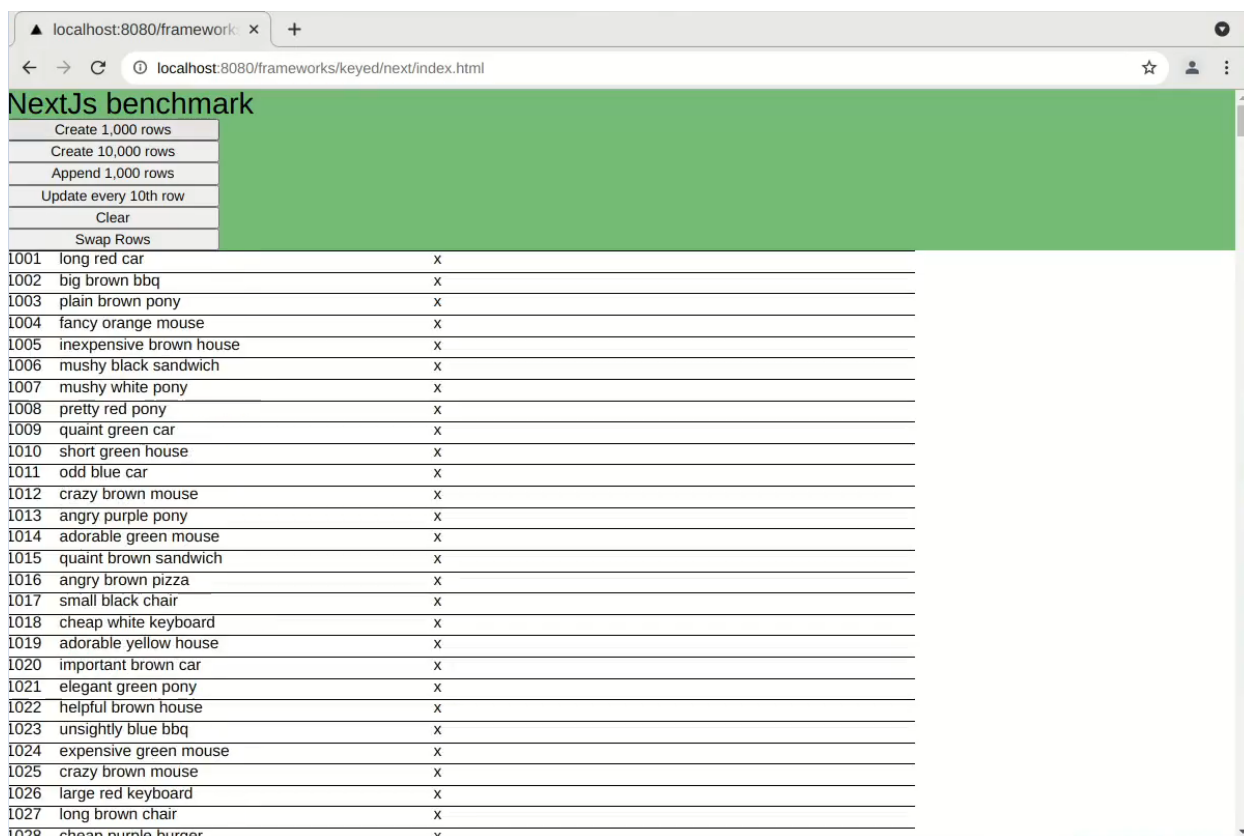 localhost:8080/framework
localhost:8080/frameworks/keyed/next/index.html
NextJs benchmark
Create 1,000 rows
Create 10,000 rows
Append 1,000 rows
Update every 10th row
Clear
Swap Rows
1001 long red car x
1002 big brown bbq x
1003 plain brown pony x
1004 fancy orange mouse x
1005 inexpensive brown house x
1006 mushy black sandwich x
1007 mushy white pony x
1008 pretty red pony x
1009 quaint green car x
1010 short green house x
1011 odd blue car x
1012 crazy brown mouse x
1013 angry purple pony x
1014 adorable green mouse x
1015 quaint brown sandwich x
1016 angry brown pizza x
1017 small black chair x
1018 cheap white keyboard x
1019 adorable yellow house x
1020 important brown car x
1021 elegant green pony x
1022 helpful brown house x
1023 unsightly blue bbq x
1024 expensive green mouse x
1025 crazy brown mouse x
1026 large red keyboard x
1027 long brown chair x
1028 cheap purple burger x